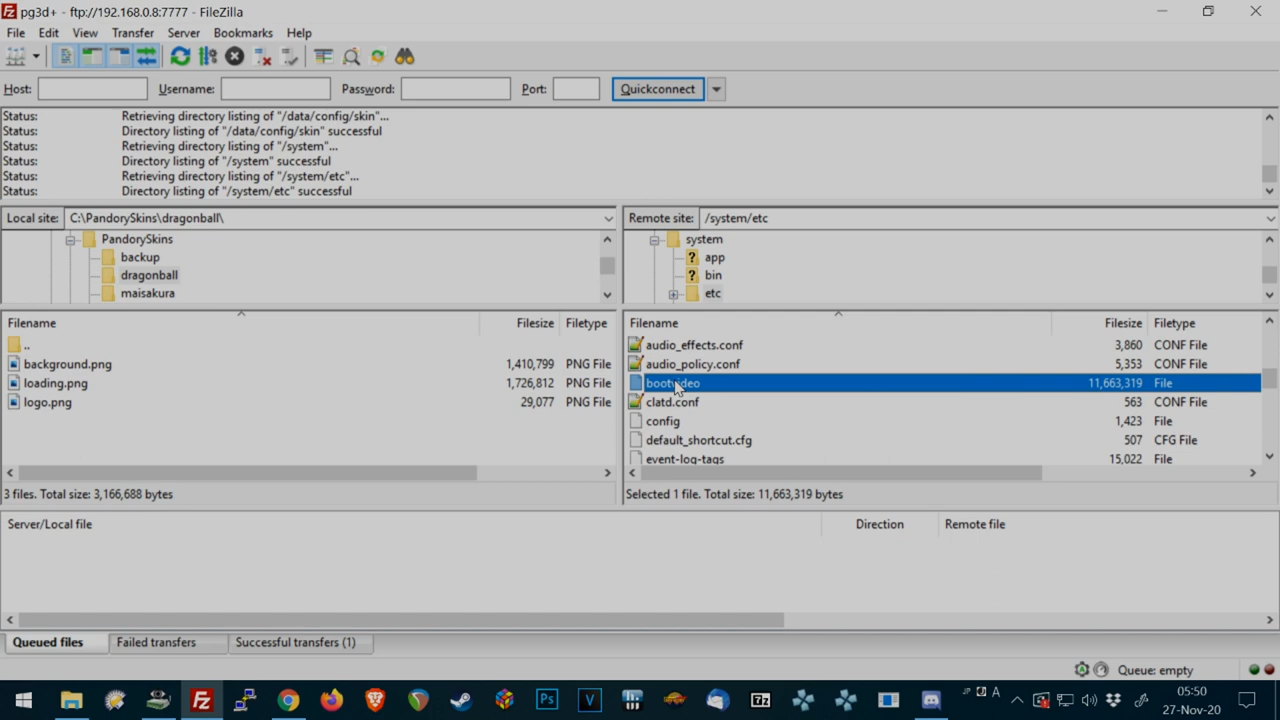 pg3d+ - ftp://192.168.0.8:7777 - FileZilla
File Edit View Transfer Server Bookmarks Help
Host: Username: Password: Port: Quickconnect
Status: Retrieving directory listing of "/data/config/skin"...
Status: Directory listing of "/data/config/skin" successful
Status: Retrieving directory listing of "/system"...
Status: Directory listing of "/system" successful
Status: Retrieving directory listing of "/system/etc"...
Status: Directory listing of "/system/etc" successful
Local site: C:\PandorySkins\dragonball\
PandorySkins
backup
dragonball
maisakura
Remote site: /system/etc
system
app
bin
etc
Filename Filesize Filetype
..
background.png 1,410,799 PNG File
loading.png 1,726,812 PNG File
logo.png 29,077 PNG File
3 files. Total size: 3,166,688 bytes
Filename Filesize Filetype
audio_effects.conf 3,860 CONF File
audio_policy.conf 5,353 CONF File
bootvideo 11,663,319 File
clatd.conf 563 CONF File
config 1,423 File
default_shortcut.cfg 507 CFG File
event-log-tags 15,022 File
Selected 1 file. Total size: 11,663,319 bytes
Server/Local file Direction Remote file
Queued files Failed transfers Successful transfers (1)
Queue: empty
Fz Ps V 7z JP A
05:50
27-Nov-20